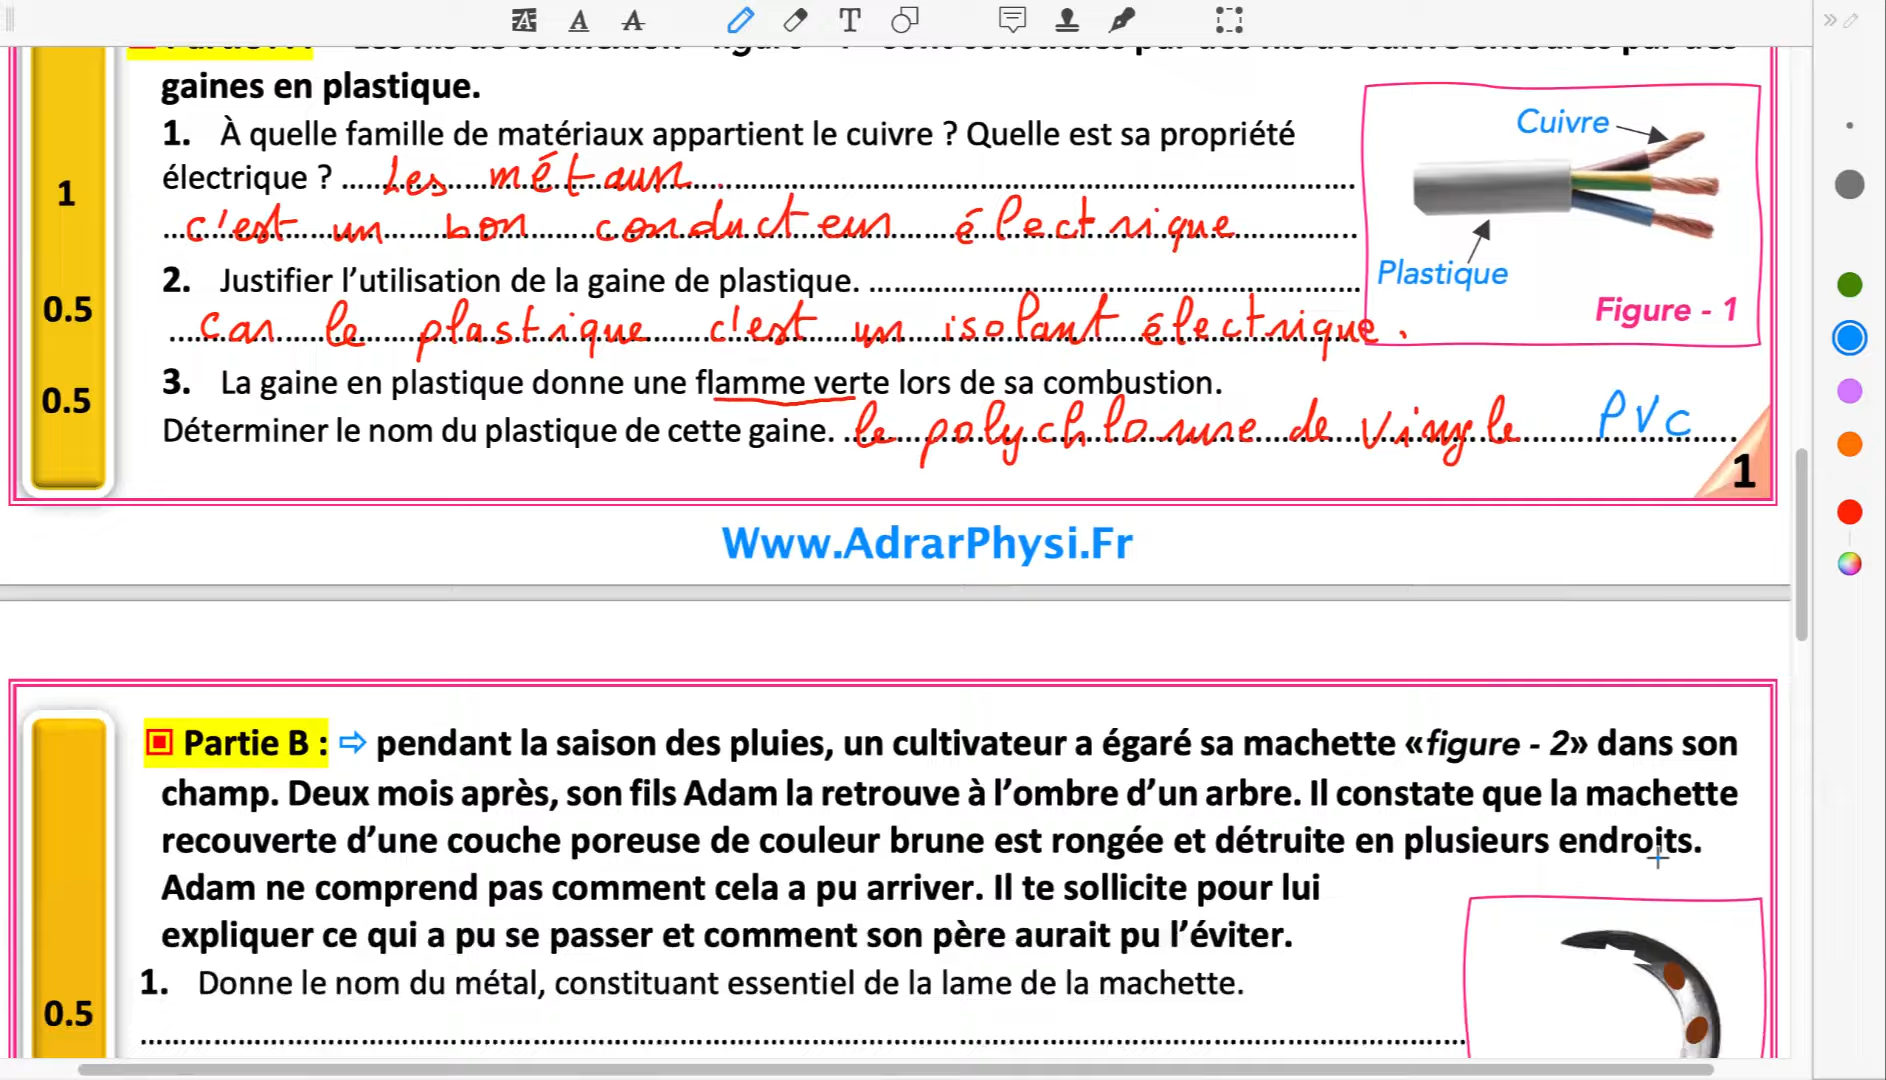 gaines en plastique.
1. À quelle famille de matériaux appartient le cuivre ? Quelle est sa propriété
électrique ? ....Les métaux....
1
c'est un bon conducteur électrique
2. Justifier l’utilisation de la gaine de plastique. ....
0.5
car le plastique c'est un isolant électrique.
3. La gaine en plastique donne une flamme verte lors de sa combustion.
0.5
Déterminer le nom du plastique de cette gaine. ..le polychlorure de vinyle PVC
Cuivre
Plastique
Figure - 1
1
Www.AdrarPhysi.Fr
Partie B : ⇨ pendant la saison des pluies, un cultivateur a égaré sa machette «figure - 2» dans son
champ. Deux mois après, son fils Adam la retrouve à l’ombre d’un arbre. Il constate que la machette
recouverte d’une couche poreuse de couleur brune est rongée et détruite en plusieurs endroits.
Adam ne comprend pas comment cela a pu arriver. Il te sollicite pour lui
expliquer ce qui a pu se passer et comment son père aurait pu l’éviter.
1. Donne le nom du métal, constituant essentiel de la lame de la machette.
0.5